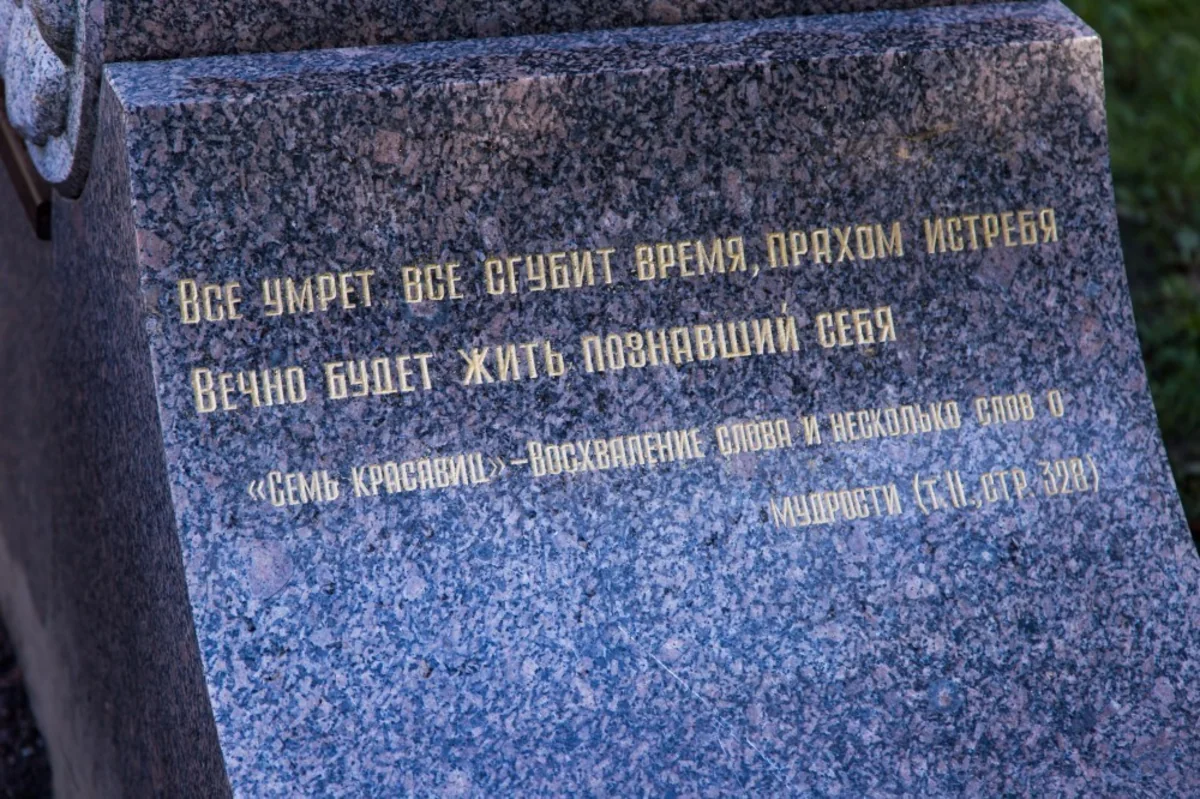 Все умрет все сгубит время, прахом истребя
Вечно будет жить познавший себя
«Семь красавиц»–Восхваление слова и несколько слов о
мудрости (т.II.,стр. 328)